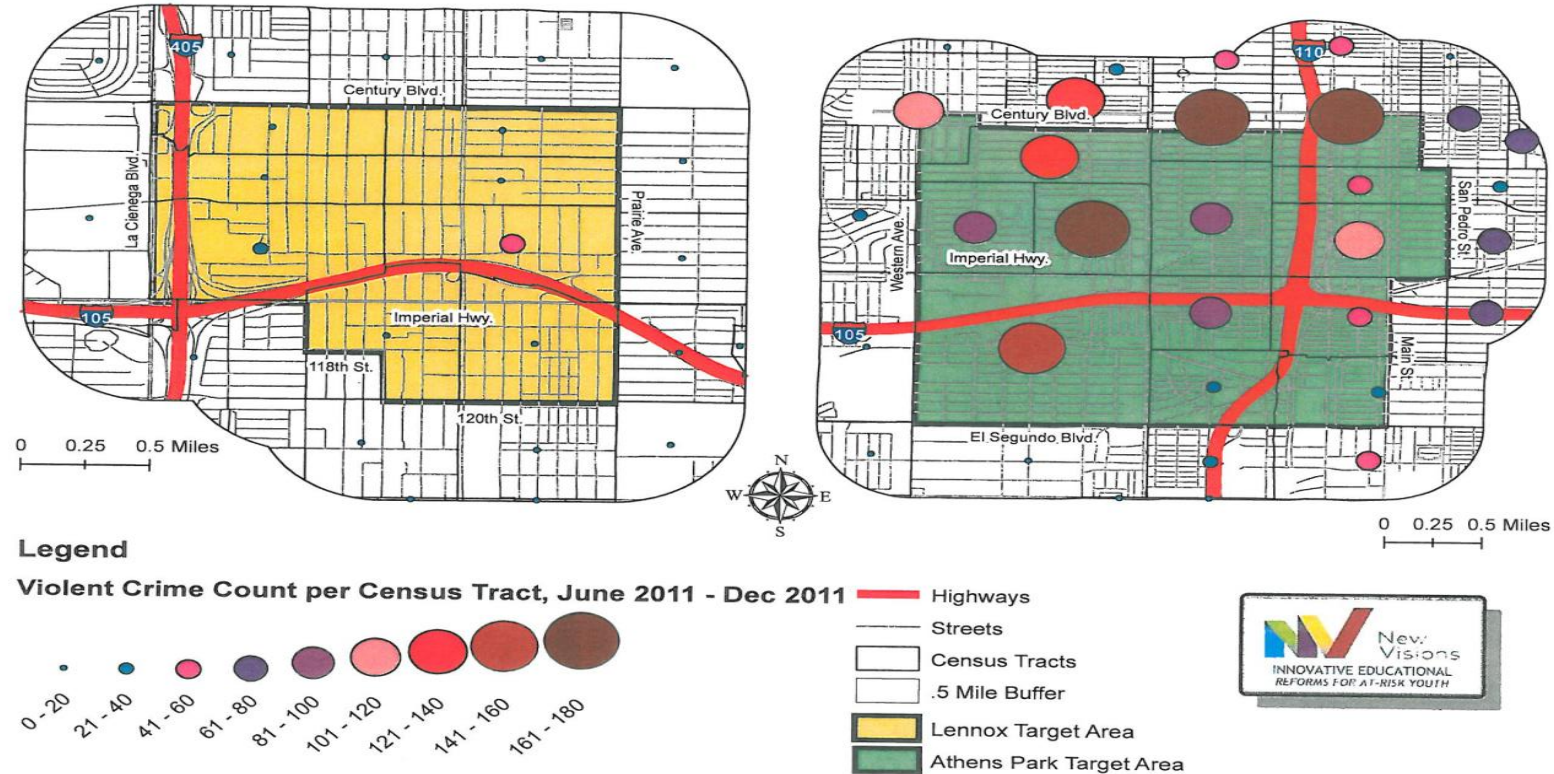 405
Century Blvd.
La Cienega Blvd.
Prairie Ave.
105
Imperial Hwy.
118th St.
120th St.
0 0.25 0.5 Miles
110
Century Blvd.
Western Ave.
San Pedro St.
Imperial Hwy.
105
Main St.
El Segundo Blvd.
N
W E
S
0 0.25 0.5 Miles
Legend
Violent Crime Count per Census Tract, June 2011 - Dec 2011
0 - 20
21 - 40
41 - 60
61 - 80
81 - 100
101 - 120
121 - 140
141 - 160
161 - 180
Highways
Streets
Census Tracts
.5 Mile Buffer
Lennox Target Area
Athens Park Target Area
NV New Visions
INNOVATIVE EDUCATIONAL
REFORMS FOR AT-RISK YOUTH